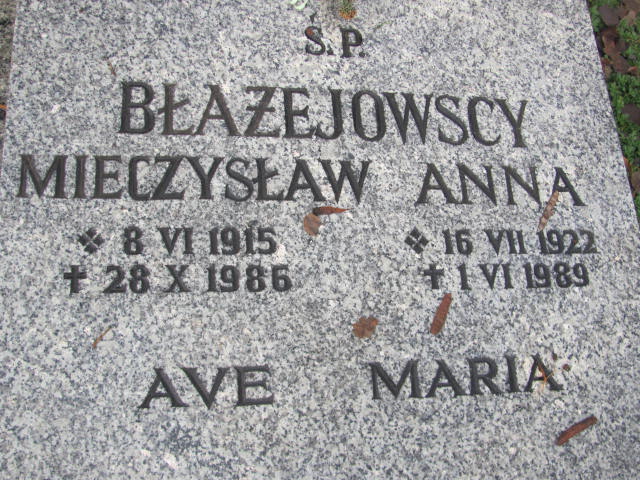 Ś.P.
BŁAŻEJOWSCY
MIECZYSŁAW ANNA
8 VI 1915 16 VII 1922
28 X 1986 1 VI 1989
AVE MARIA